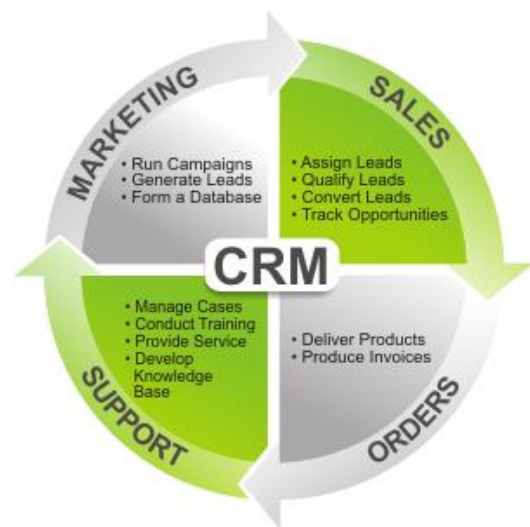 MARKETING
• Run Campaigns
• Generate Leads
• Form a Database
SALES
• Assign Leads
• Qualify Leads
• Convert Leads
• Track Opportunities
CRM
SUPPORT
• Manage Cases
• Conduct Training
• Provide Service
• Develop
Knowledge
Base
ORDERS
• Deliver Products
• Produce Invoices